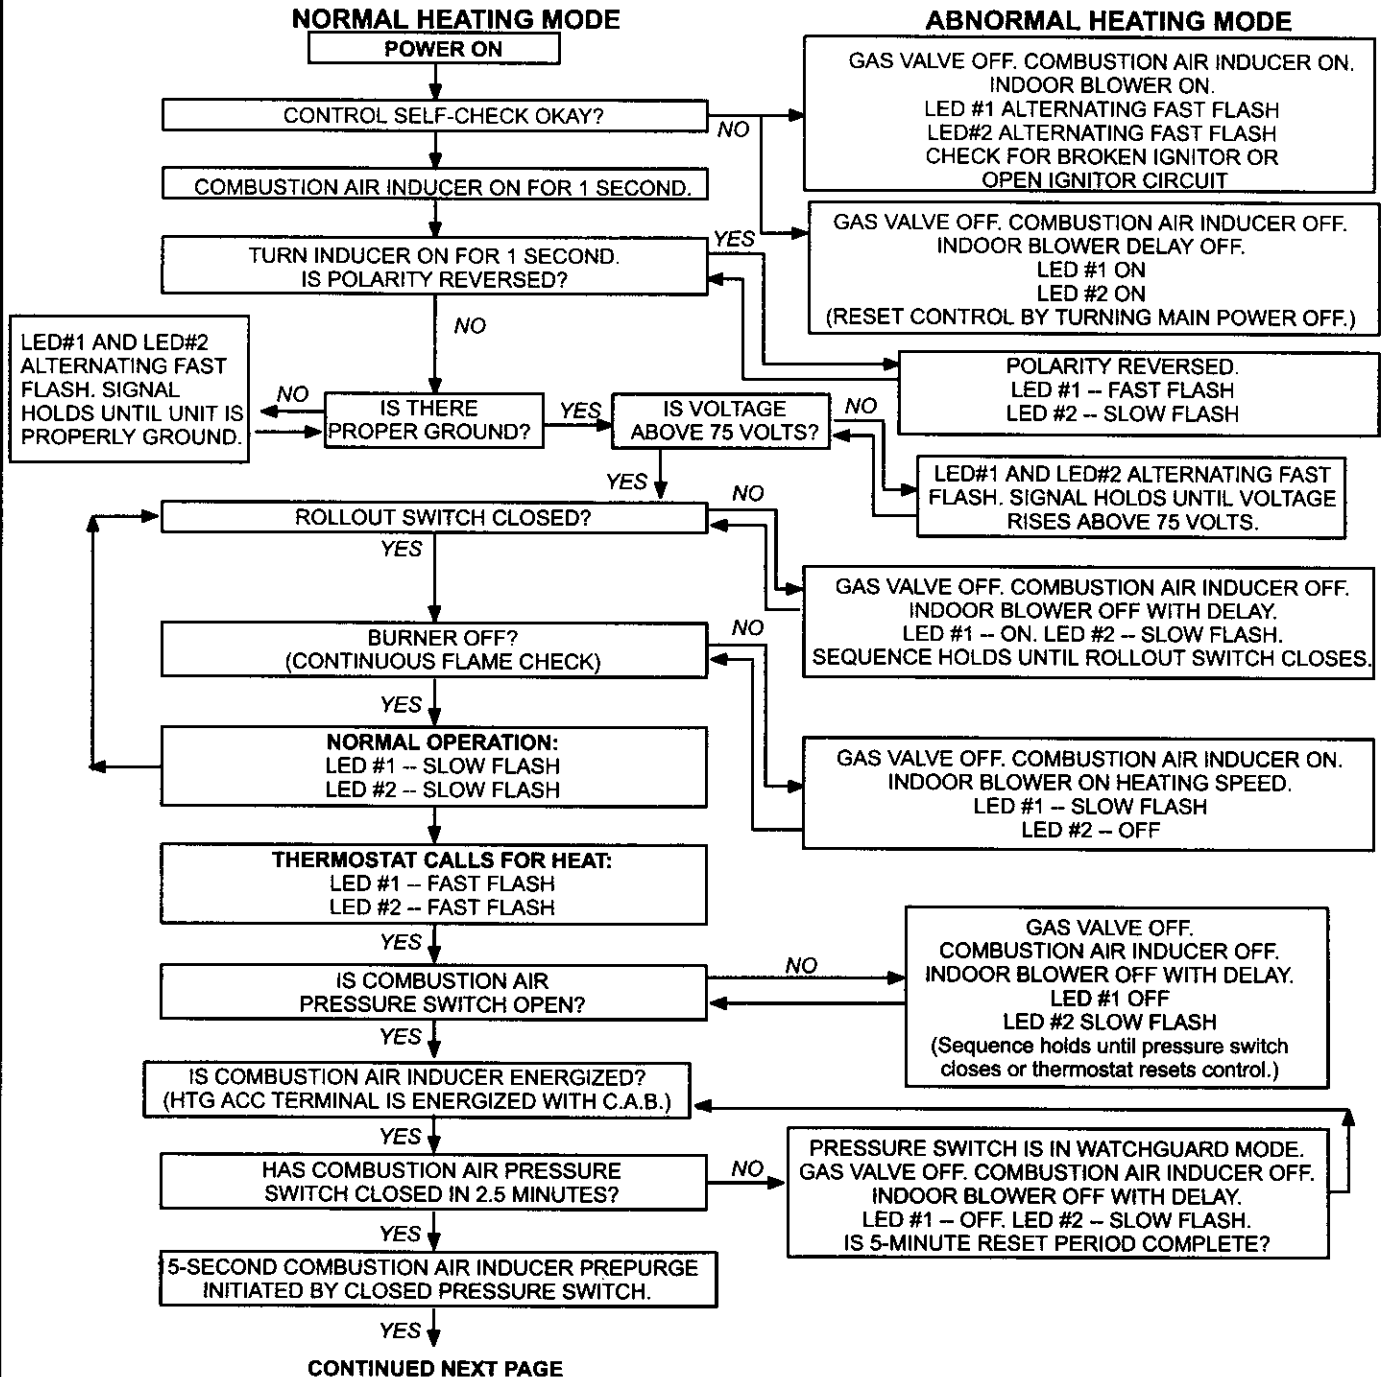 NORMAL HEATING MODE
ABNORMAL HEATING MODE
POWER ON
GAS VALVE OFF. COMBUSTION AIR INDUCER ON.
INDOOR BLOWER ON.
LED #1 ALTERNATING FAST FLASH
LED#2 ALTERNATING FAST FLASH
CHECK FOR BROKEN IGNITOR OR
OPEN IGNITOR CIRCUIT
CONTROL SELF-CHECK OKAY?
NO
COMBUSTION AIR INDUCER ON FOR 1 SECOND.
GAS VALVE OFF. COMBUSTION AIR INDUCER OFF.
INDOOR BLOWER DELAY OFF.
LED #1 ON
LED #2 ON
(RESET CONTROL BY TURNING MAIN POWER OFF.)
TURN INDUCER ON FOR 1 SECOND.
IS POLARITY REVERSED?
YES
NO
POLARITY REVERSED.
LED #1 -- FAST FLASH
LED #2 -- SLOW FLASH
LED#1 AND LED#2
ALTERNATING FAST
FLASH. SIGNAL
HOLDS UNTIL UNIT IS
PROPERLY GROUND.
NO
IS THERE
PROPER GROUND?
YES
IS VOLTAGE
ABOVE 75 VOLTS?
NO
YES
LED#1 AND LED#2 ALTERNATING FAST
FLASH. SIGNAL HOLDS UNTIL VOLTAGE
RISES ABOVE 75 VOLTS.
ROLLOUT SWITCH CLOSED?
NO
YES
GAS VALVE OFF. COMBUSTION AIR INDUCER OFF.
INDOOR BLOWER OFF WITH DELAY.
LED #1 -- ON. LED #2 -- SLOW FLASH.
SEQUENCE HOLDS UNTIL ROLLOUT SWITCH CLOSES.
BURNER OFF?
(CONTINUOUS FLAME CHECK)
NO
YES
GAS VALVE OFF. COMBUSTION AIR INDUCER ON.
INDOOR BLOWER ON HEATING SPEED.
LED #1 -- SLOW FLASH
LED #2 -- OFF
NORMAL OPERATION:
LED #1 -- SLOW FLASH
LED #2 -- SLOW FLASH
THERMOSTAT CALLS FOR HEAT:
LED #1 -- FAST FLASH
LED #2 -- FAST FLASH
YES
IS COMBUSTION AIR
PRESSURE SWITCH OPEN?
NO
YES
GAS VALVE OFF.
COMBUSTION AIR INDUCER OFF.
INDOOR BLOWER OFF WITH DELAY.
LED #1 OFF
LED #2 SLOW FLASH
(Sequence holds until pressure switch
closes or thermostat resets control.)
IS COMBUSTION AIR INDUCER ENERGIZED?
(HTG ACC TERMINAL IS ENERGIZED WITH C.A.B.)
YES
HAS COMBUSTION AIR PRESSURE
SWITCH CLOSED IN 2.5 MINUTES?
NO
YES
PRESSURE SWITCH IS IN WATCHGUARD MODE.
GAS VALVE OFF. COMBUSTION AIR INDUCER OFF.
INDOOR BLOWER OFF WITH DELAY.
LED #1 -- OFF. LED #2 -- SLOW FLASH.
IS 5-MINUTE RESET PERIOD COMPLETE?
15-SECOND COMBUSTION AIR INDUCER PREPURGE
INITIATED BY CLOSED PRESSURE SWITCH.
YES
CONTINUED NEXT PAGE